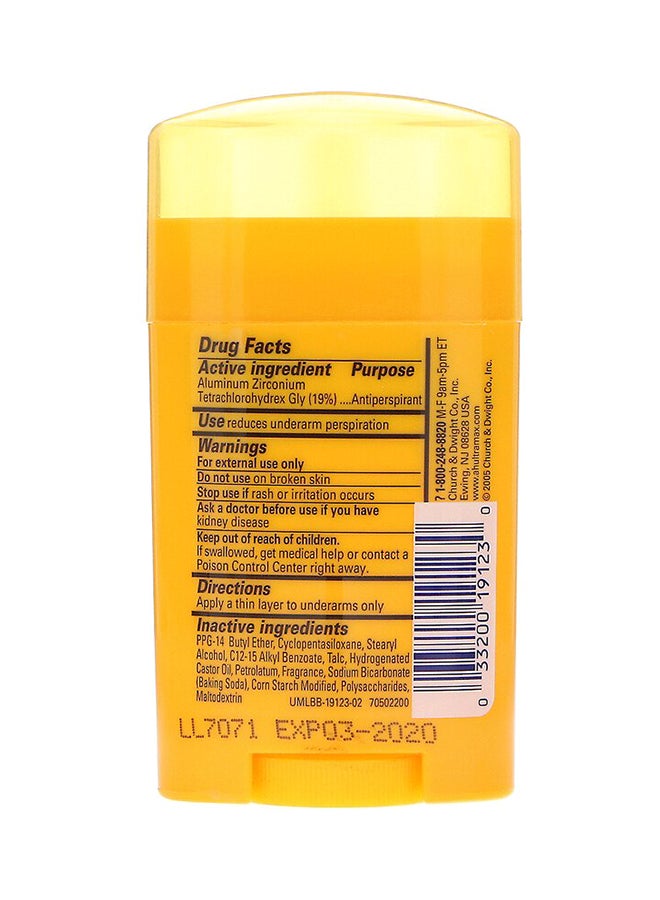 Drug Facts
Active ingredient Purpose
Aluminum Zirconium
Tetrachlorohydrex Gly (19%) ....Antiperspirant
Use reduces underarm perspiration
Warnings
For external use only
Do not use on broken skin
Stop use if rash or irritation occurs
Ask a doctor before use if you have
kidney disease
Keep out of reach of children.
If swallowed, get medical help or contact a
Poison Control Center right away.
Directions
Apply a thin layer to underarms only
Inactive ingredients
PPG-14 Butyl Ether, Cyclopentasiloxane, Stearyl
Alcohol, C12-15 Alkyl Benzoate, Talc, Hydrogenated
Castor Oil, Petrolatum, Fragrance, Sodium Bicarbonate
(Baking Soda), Corn Starch Modified, Polysaccharides,
Maltodextrin
UMLBB-19123-02 70502200
? 1-800-248-8820 M-F 9am-5pm ET
Church & Dwight Co., Inc.
Ewing, NJ 08628 USA
www.ahultramax.com
© 2005 Church & Dwight Co., Inc.
0 33200 19123 0
LL7071 EXP03-2020